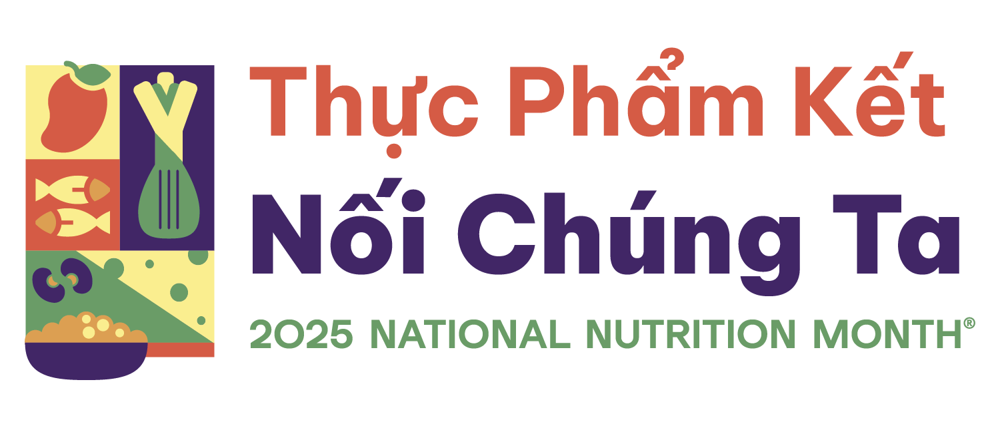 Thực Phẩm Kết
Nối Chúng Ta
2025 NATIONAL NUTRITION MONTH®